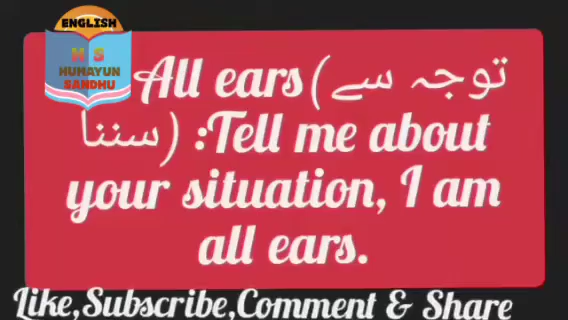 ENGLISH
H S
HUMAYUN
SANDHU
All ears(توجہ سے
سننا) :Tell me about
your situation, I am
all ears.
Like,Subscribe,Comment & Share